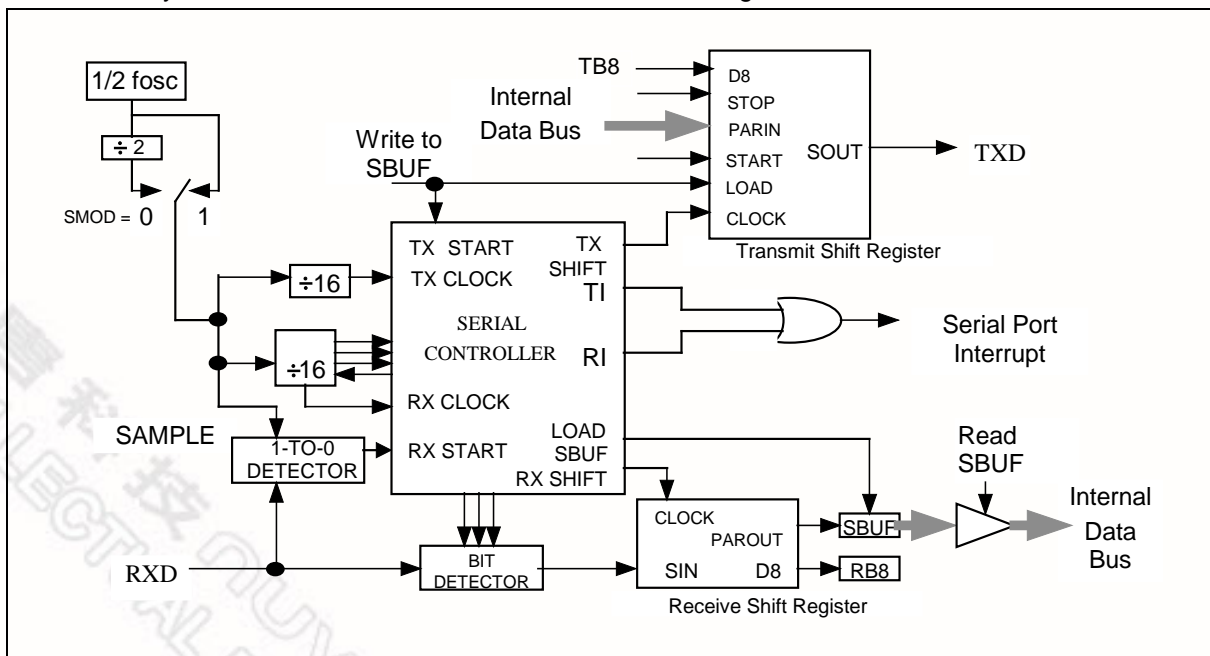 1/2 fosc
÷ 2
SMOD = 0 1
TB8
Internal
Data Bus
Write to
SBUF
D8
STOP
PARIN
START
LOAD
CLOCK
SOUT
TXD
Transmit Shift Register
÷16
÷16
SAMPLE
1-TO-0
DETECTOR
TX START
TX CLOCK
SERIAL
CONTROLLER
RX CLOCK
RX START
TX
SHIFT
TI
RI
LOAD
SBUF
RX SHIFT
Serial Port
Interrupt
RXD
BIT
DETECTOR
CLOCK
PAROUT
SIN D8
Receive Shift Register
SBUF
RB8
Read
SBUF
Internal
Data
Bus